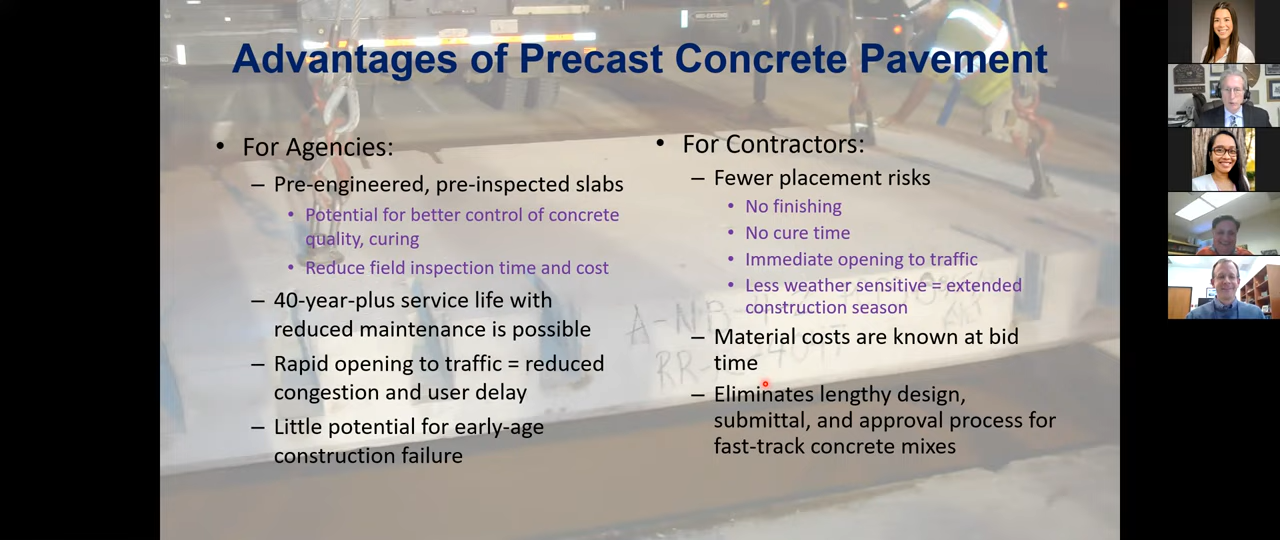 Advantages of Precast Concrete Pavement
• For Agencies:
– Pre-engineered, pre-inspected slabs
• Potential for better control of concrete
quality, curing
• Reduce field inspection time and cost
– 40-year-plus service life with
reduced maintenance is possible
– Rapid opening to traffic = reduced
congestion and user delay
– Little potential for early-age
construction failure
• For Contractors:
– Fewer placement risks
• No finishing
• No cure time
• Immediate opening to traffic
• Less weather sensitive = extended
construction season
– Material costs are known at bid
time
– Eliminates lengthy design,
submittal, and approval process for
fast-track concrete mixes